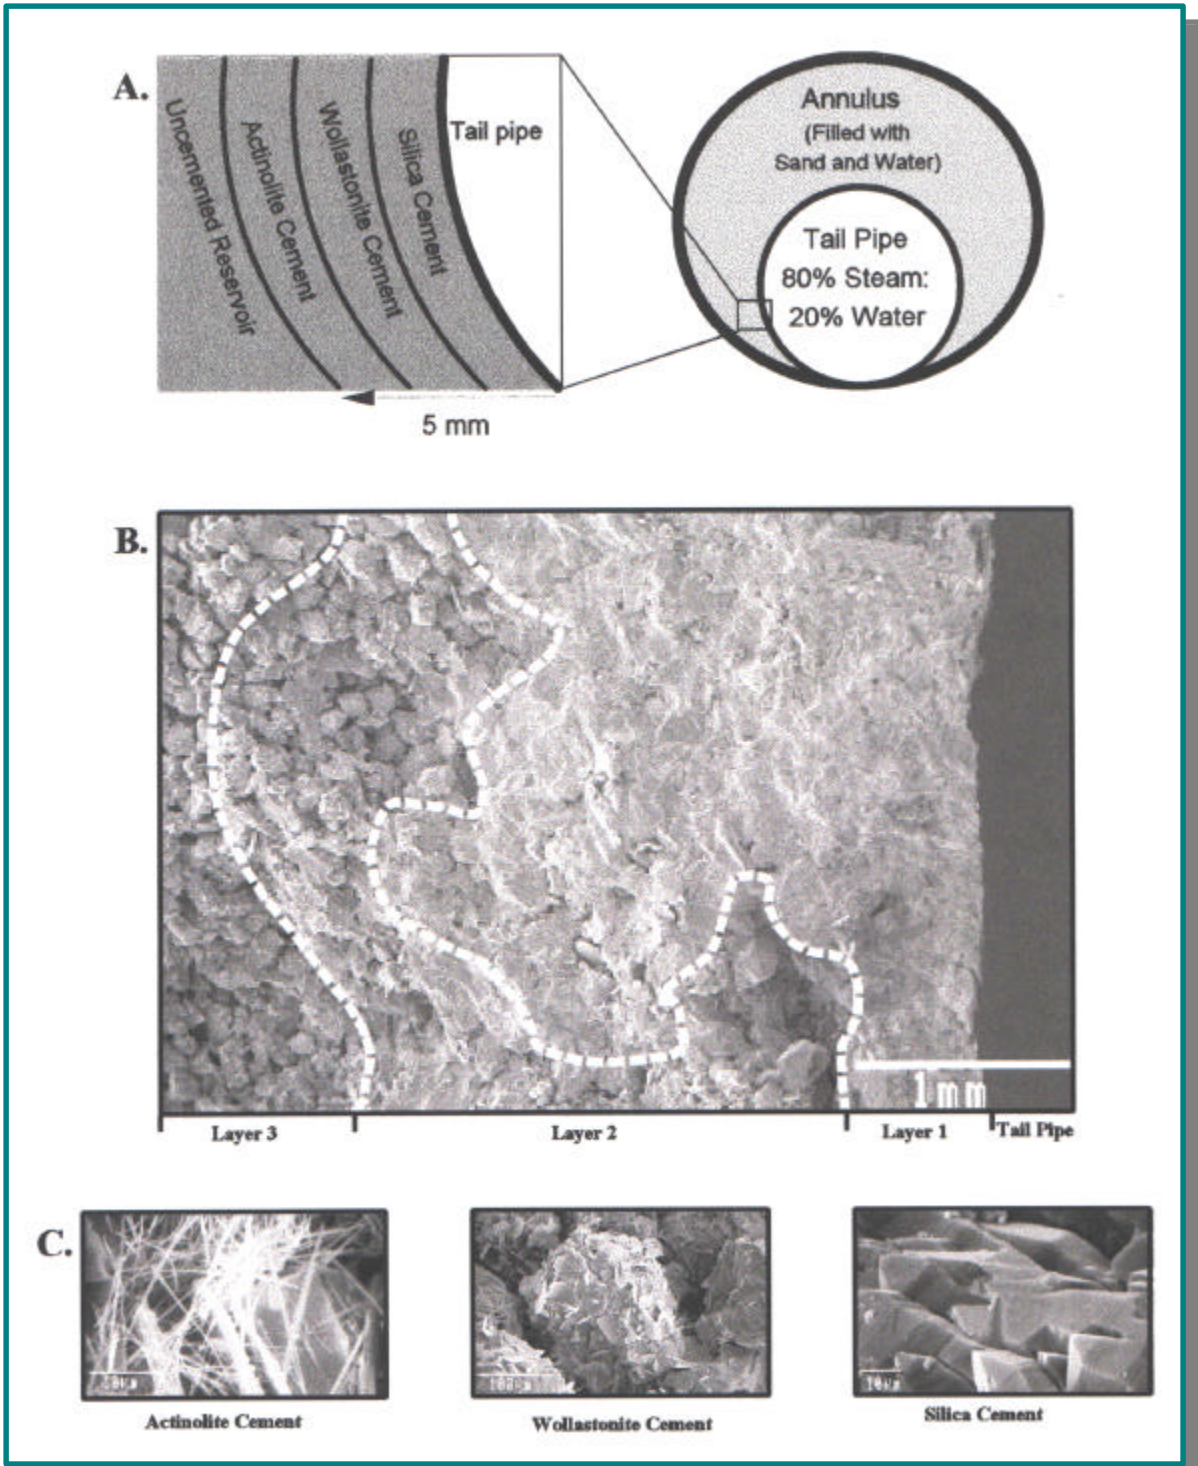 A.
Uncemented Reservoir
Actinolite Cement
Wollastonite Cement
Silica Cement
Tail pipe
5 mm
Annulus
(Filled with
Sand and Water)
Tail Pipe
80% Steam:
20% Water
B.
1 mm
Layer 3
Layer 2
Layer 1
Tail Pipe
C.
Actinolite Cement
Wollastonite Cement
10µm
Silica Cement